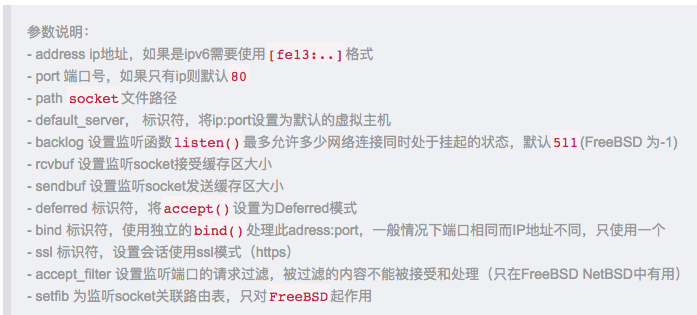 参数说明：
- address ip地址，如果是ipv6需要使用[fe13:..]格式
- port 端口号，如果只有ip则默认80
- path socket文件路径
- default_server， 标识符，将ip:port设置为默认的虚拟主机
- backlog 设置监听函数listen()最多允许多少网络连接同时处于挂起的状态，默认511(FreeBSD 为-1)
- rcvbuf 设置监听socket接受缓存区大小
- sendbuf 设置监听socket发送缓存区大小
- deferred 标识符，将accept()设置为Deferred模式
- bind 标识符，使用独立的bind()处理此adress:port，一般情况下端口相同而IP地址不同，只使用一个
- ssl 标识符，设置会话使用ssl模式（https）
- accept_filter 设置监听端口的请求过滤，被过滤的内容不能被接受和处理（只在FreeBSD NetBSD中有用）
- setfib 为监听socket关联路由表，只对FreeBSD起作用